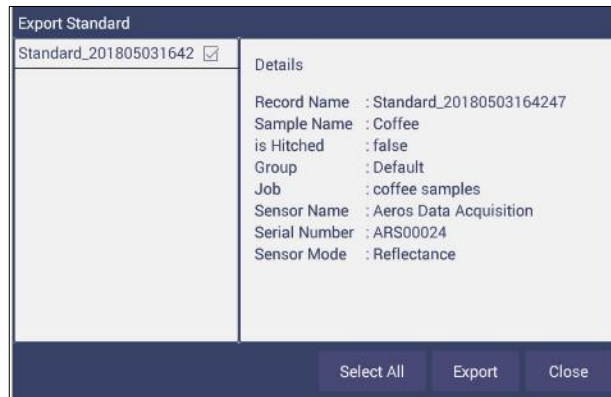 Export Standard
Standard_201805031642
Details
Record Name : Standard_20180503164247
Sample Name : Coffee
is Hitched : false
Group : Default
Job : coffee samples
Sensor Name : Aeros Data Acquisition
Serial Number : ARS00024
Sensor Mode : Reflectance
Select All Export Close